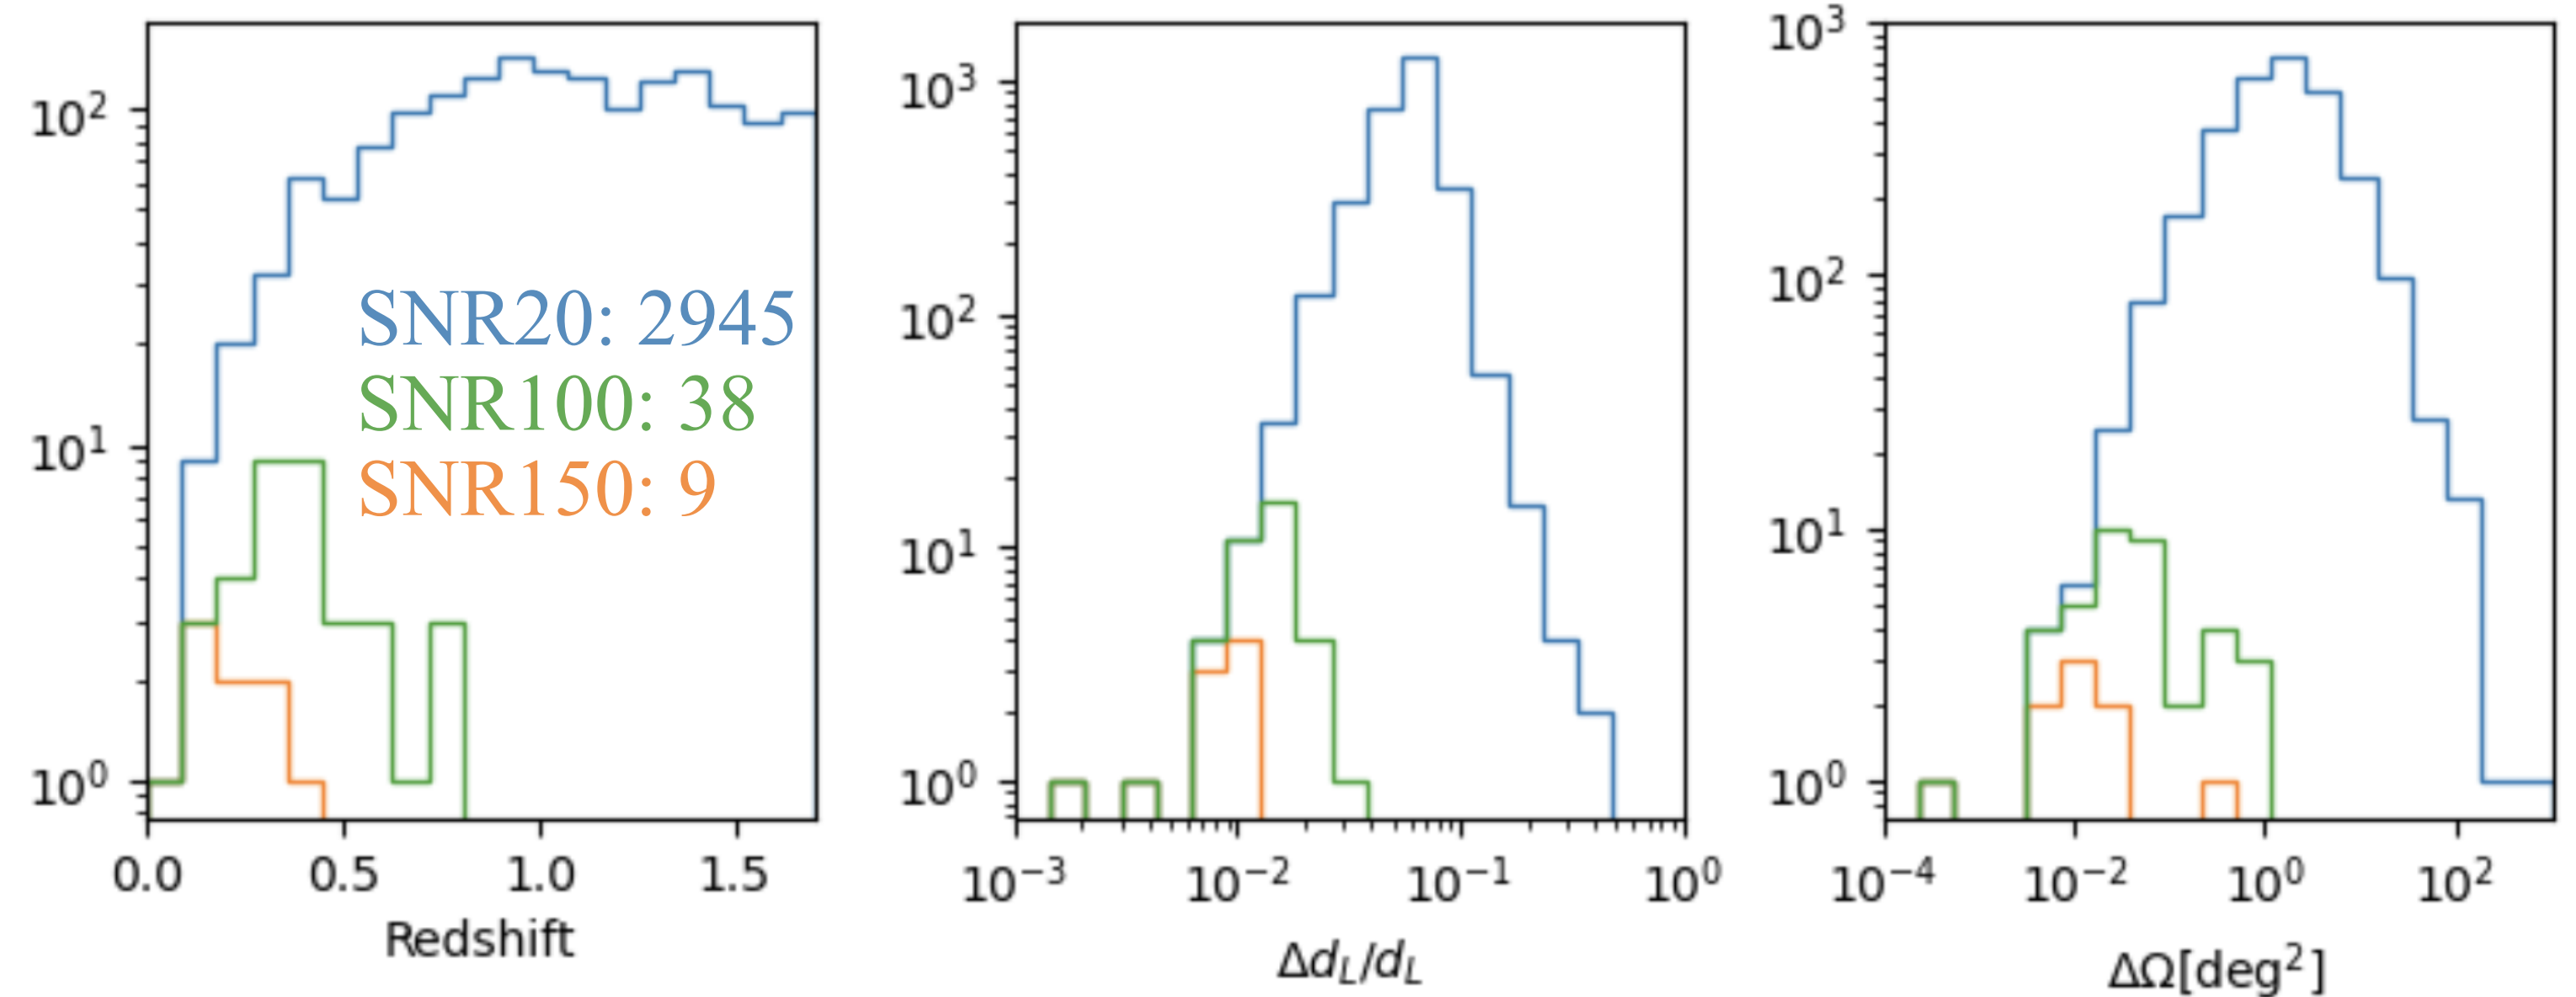 10²
10¹
10⁰
SNR20: 2945
SNR100: 38
SNR150: 9
0.0 0.5 1.0 1.5
Redshift
10³
10²
10¹
10⁰
10⁻³ 10⁻² 10⁻¹ 10⁰
Δd_L/d_L
10³
10²
10¹
10⁰
10⁻⁴ 10⁻² 10⁰ 10²
ΔΩ[deg²]